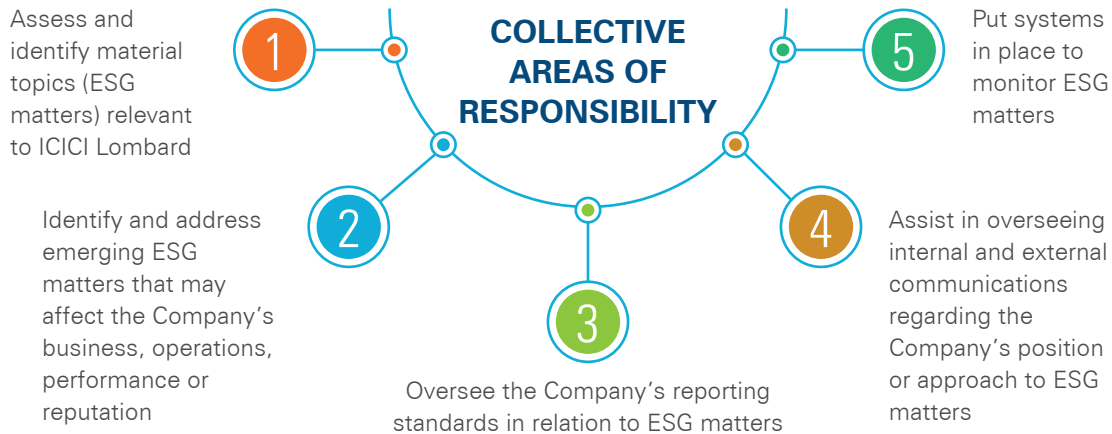 COLLECTIVE
AREAS OF
RESPONSIBILITY
1
Assess and
identify material
topics (ESG
matters) relevant
to ICICI Lombard
2
Identify and address
emerging ESG
matters that may
affect the Company’s
business, operations,
performance or
reputation
3
Oversee the Company’s reporting
standards in relation to ESG matters
4
Assist in overseeing
internal and external
communications
regarding the
Company’s position
or approach to ESG
matters
5
Put systems
in place to
monitor ESG
matters